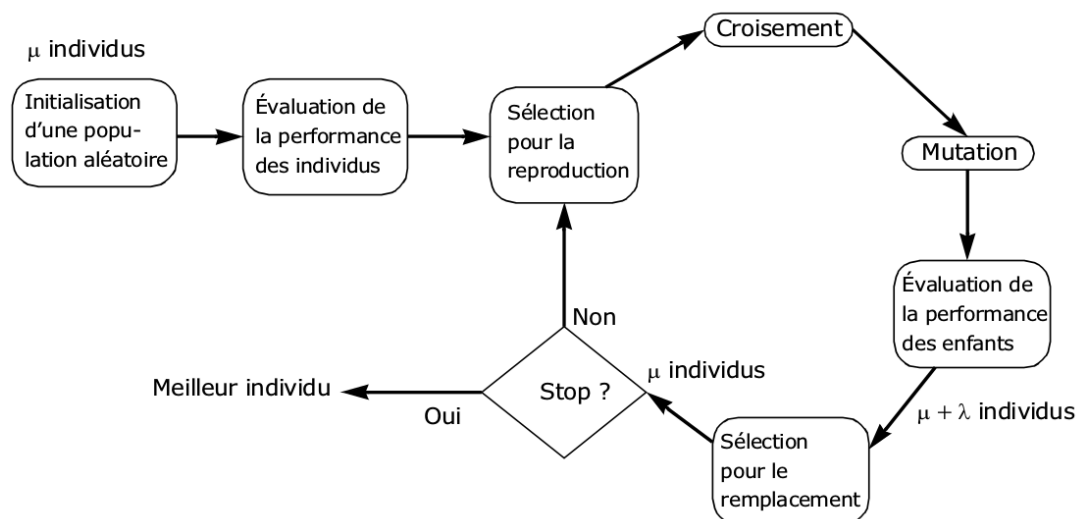 μ individus
Initialisation
d'une popu-
lation aléatoire
Évaluation de
la performance
des individus
Sélection
pour la
reproduction
Croisement
Mutation
Évaluation de
la performance
des enfants
μ + λ individus
Sélection
pour le
remplacement
μ individus
Stop ?
Non
Oui
Meilleur individu